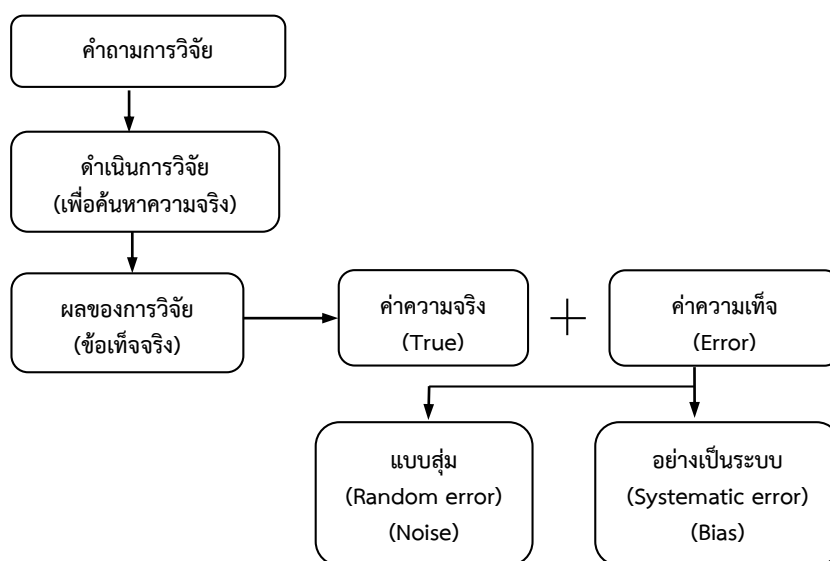 คำถามการวิจัย
ดำเนินการวิจัย
(เพื่อค้นหาความจริง)
ผลของการวิจัย
(ข้อเท็จจริง)
ค่าความจริง
(True)
+
ค่าความเท็จ
(Error)
แบบสุ่ม
(Random error)
(Noise)
อย่างเป็นระบบ
(Systematic error)
(Bias)